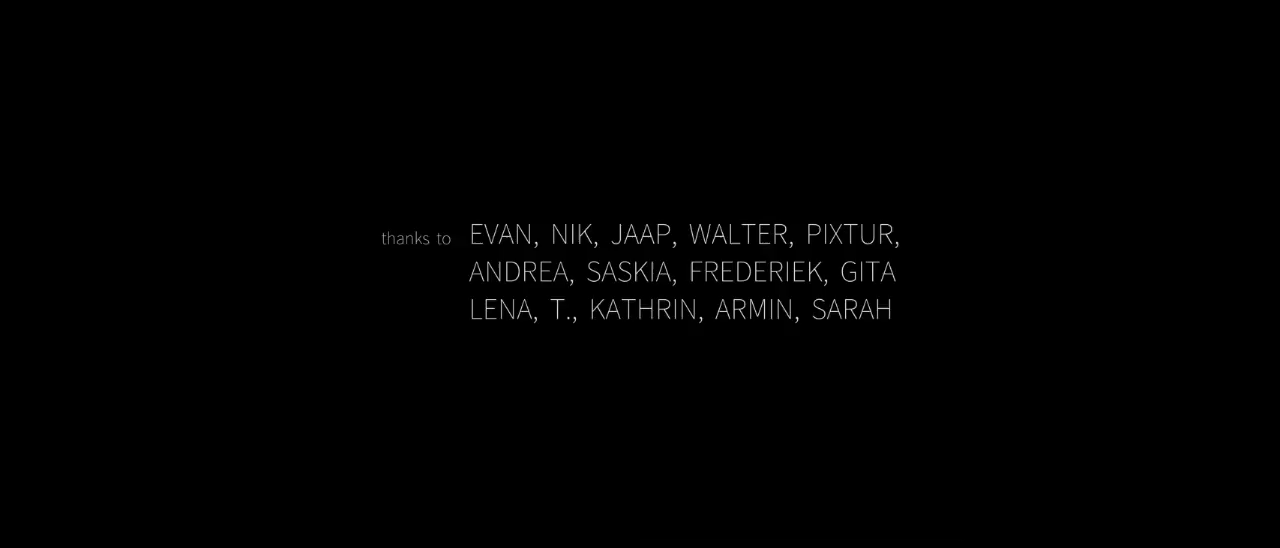 thanks to EVAN, NIK, JAAP, WALTER, PIXTUR,
ANDREA, SASKIA, FREDERIEK, GITA
LENA, T., KATHRIN, ARMIN, SARAH